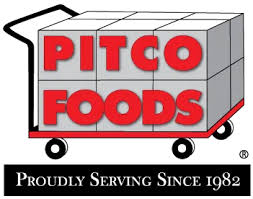 PITCO
FOODS
®
PROUDLY SERVING SINCE 1982